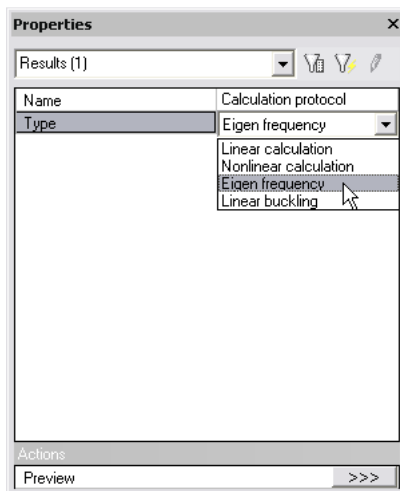 Properties
Results (1)
Name Calculation protocol
Type Eigen frequency
Linear calculation
Nonlinear calculation
Eigen frequency
Linear buckling
Actions
Preview >>>